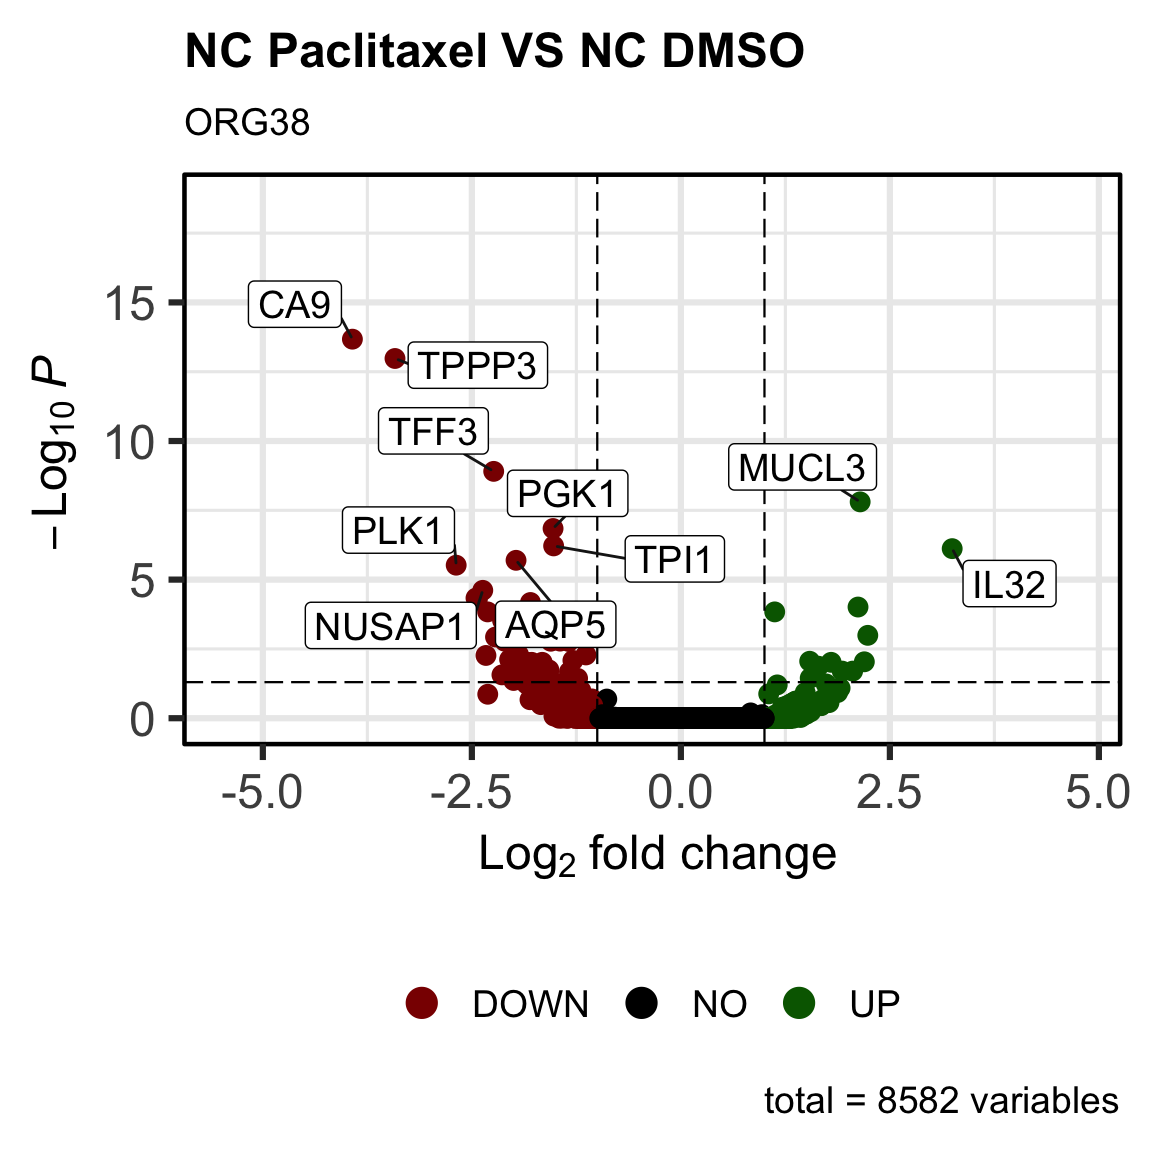 NC Paclitaxel VS NC DMSO
ORG38
− Log10 P
15
10
5
0
CA9
TPPP3
TFF3
MUCL3
PGK1
PLK1
TPI1
IL32
NUSAP1
AQP5
-5.0 -2.5 0.0 2.5 5.0
Log2 fold change
DOWN NO UP
total = 8582 variables